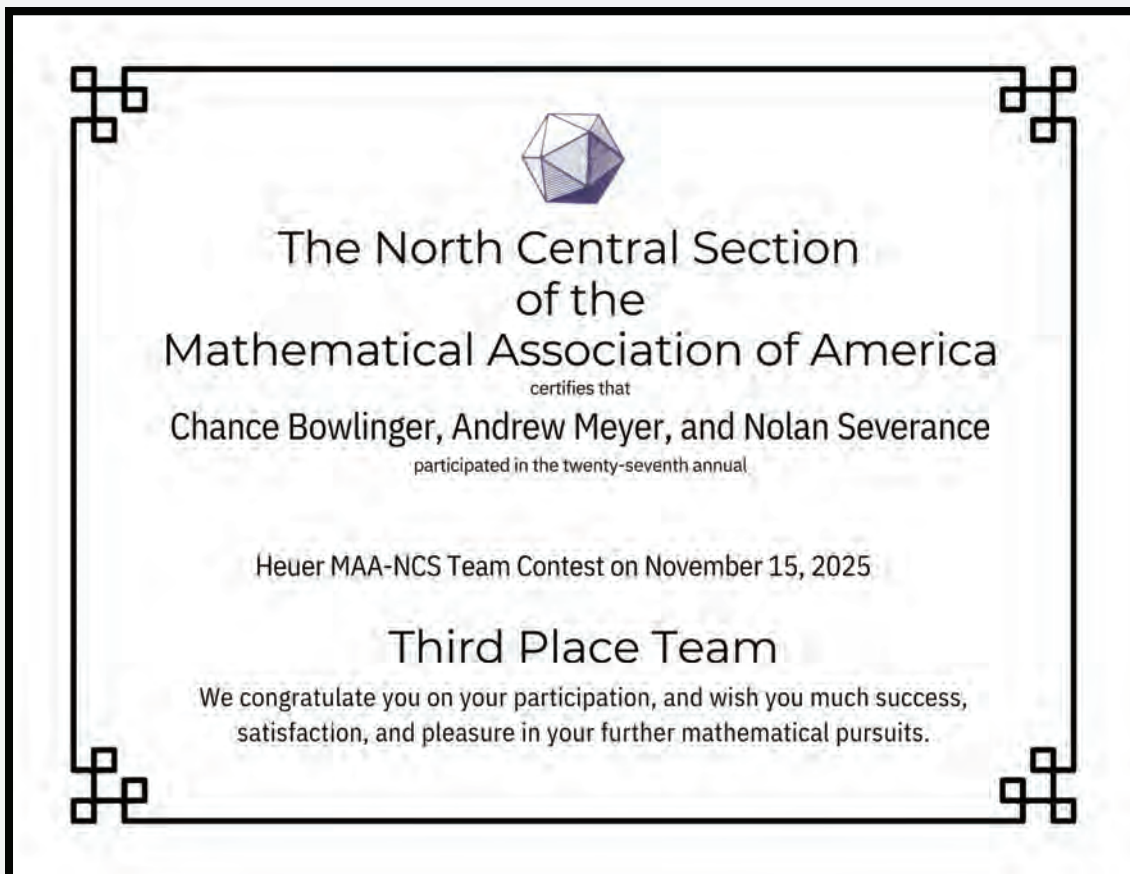 The North Central Section
of the
Mathematical Association of America
certifies that
Chance Bowlinger, Andrew Meyer, and Nolan Severance
participated in the twenty-seventh annual
Heuer MAA-NCS Team Contest on November 15, 2025
Third Place Team
We congratulate you on your participation, and wish you much success,
satisfaction, and pleasure in your further mathematical pursuits.